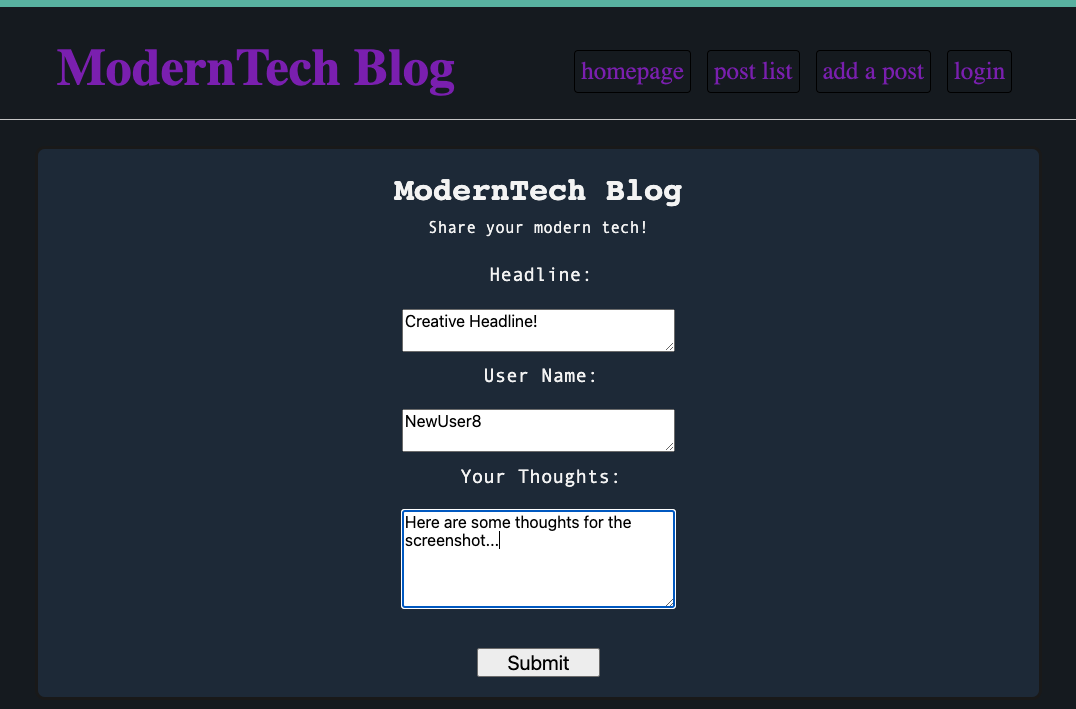 ModernTech Blog
homepage post list add a post login
ModernTech Blog
Share your modern tech!
Headline:
Creative Headline!
User Name:
NewUser8
Your Thoughts:
Here are some thoughts for the
screenshot...
Submit